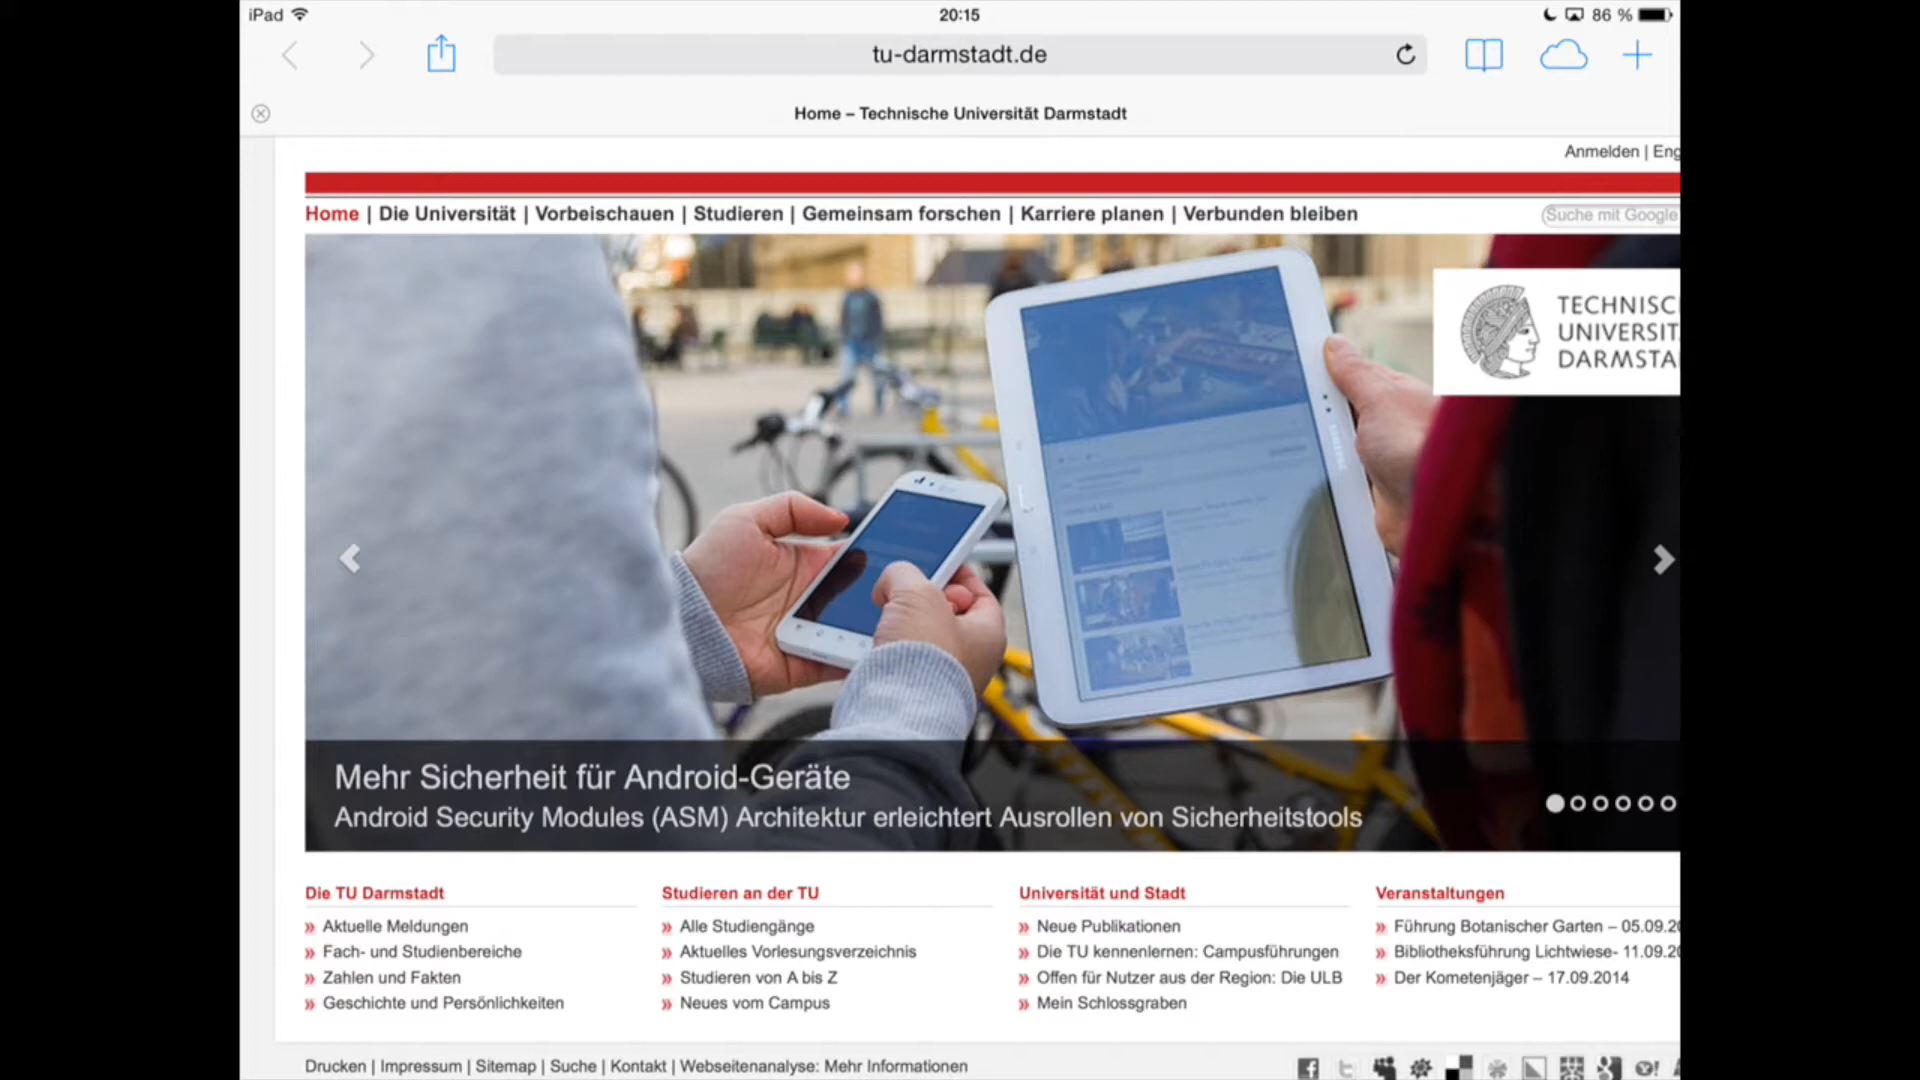 iPad
20:15
86 %
tu-darmstadt.de
Home – Technische Universität Darmstadt
Anmelden | Eng
Home | Die Universität | Vorbeischauen | Studieren | Gemeinsam forschen | Karriere planen | Verbunden bleiben
Suche mit Google
TECHNISC
UNIVERSIT
DARMSTA
SAMSUNG
Mehr Sicherheit für Android-Geräte
Android Security Modules (ASM) Architektur erleichtert Ausrollen von Sicherheitstools
Die TU Darmstadt
» Aktuelle Meldungen
» Fach- und Studienbereiche
» Zahlen und Fakten
» Geschichte und Persönlichkeiten
Studieren an der TU
» Alle Studiengänge
» Aktuelles Vorlesungsverzeichnis
» Studieren von A bis Z
» Neues vom Campus
Universität und Stadt
» Neue Publikationen
» Die TU kennenlernen: Campusführungen
» Offen für Nutzer aus der Region: Die ULB
» Mein Schlossgraben
Veranstaltungen
» Führung Botanischer Garten – 05.09.20
» Bibliotheksführung Lichtwiese- 11.09.20
» Der Kometenjäger – 17.09.2014
Drucken | Impressum | Sitemap | Suche | Kontakt | Webseitenanalyse: Mehr Informationen